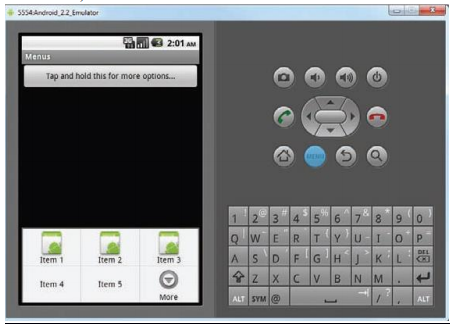 5554:Android_2.2_Emulator
3G 2:01 AM
Menus
Tap and hold this for more options...
Item 1 Item 2 Item 3
Item 4 Item 5 More
MENU
1 ! 2 @ 3 # 4 $ 5 % 6 ^ 7 & 8 * 9 ( 0 )
Q W E R T Y U I O P
A S D F G H J K L DEL
Z X C V B N M .
ALT SYM @ / ? , ALT